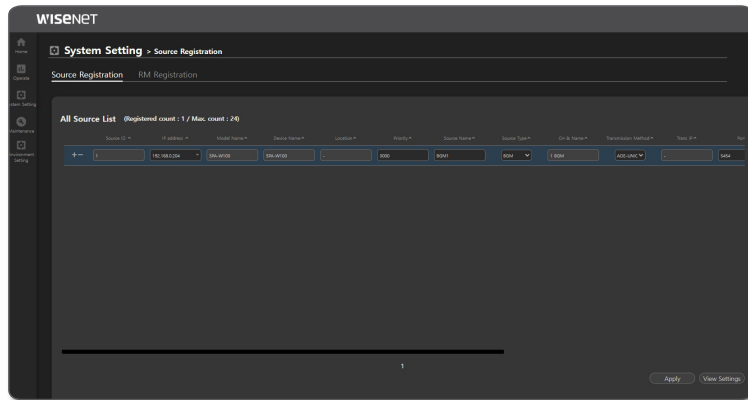 WISENET
Home
System Setting > Source Registration
Operate
Source Registration RM Registration
System Setting
All Source List (Registered count : 1 / Max. count : 24)
Maintenance
Source ID IP address Model Name Device Name Location Priority Source Name Source Type CH & Name Transmission Method Trans. IP
Environment
Setting
+− 1 192.168.0.204 SPA-W100 SPA-W100 - 3000 BGM1 BGM 1 BGM AOE-UNIC - 5454
1
Apply View Settings